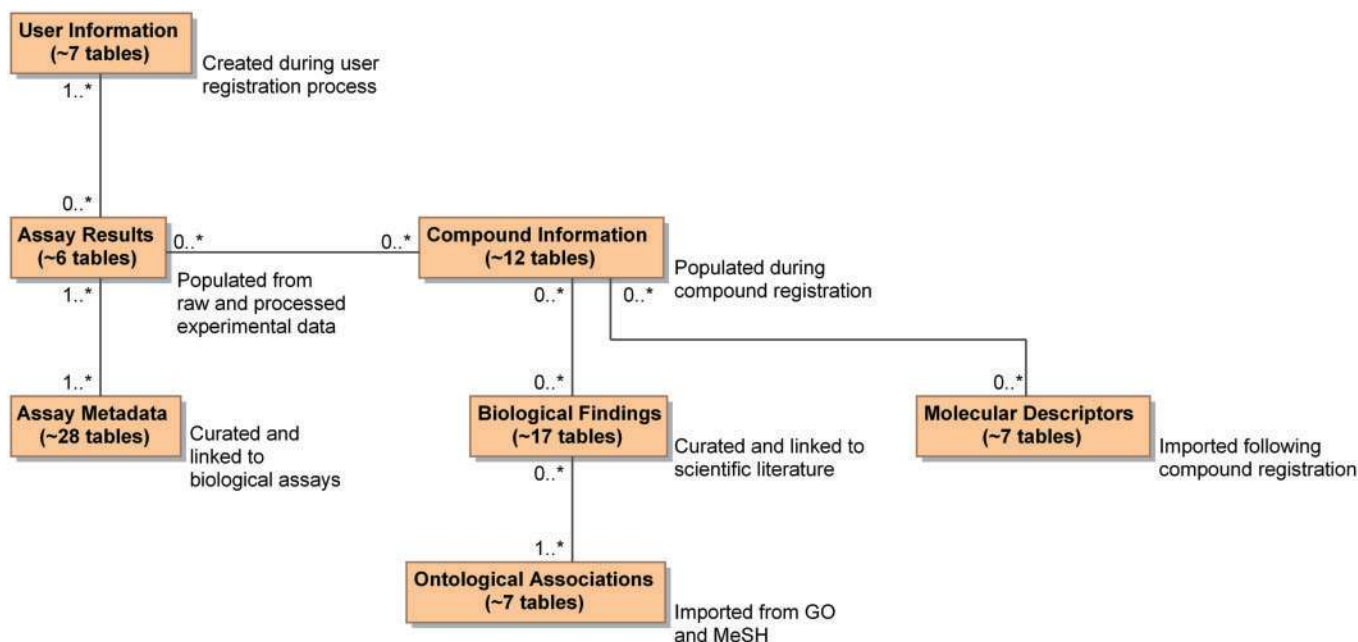 User Information
(~7 tables)
Created during user
registration process
1..*
0..*
Assay Results
(~6 tables)
0..*
0..*
Compound Information
(~12 tables)
Populated from
raw and processed
experimental data
Populated during
compound registration
1..*
0..*
0..*
1..*
0..*
0..*
Assay Metadata
(~28 tables)
Curated and
linked to
biological assays
Biological Findings
(~17 tables)
Curated and linked to
scientific literature
Molecular Descriptors
(~7 tables)
Imported following
compound registration
0..*
1..*
Ontological Associations
(~7 tables)
Imported from GO
and MeSH